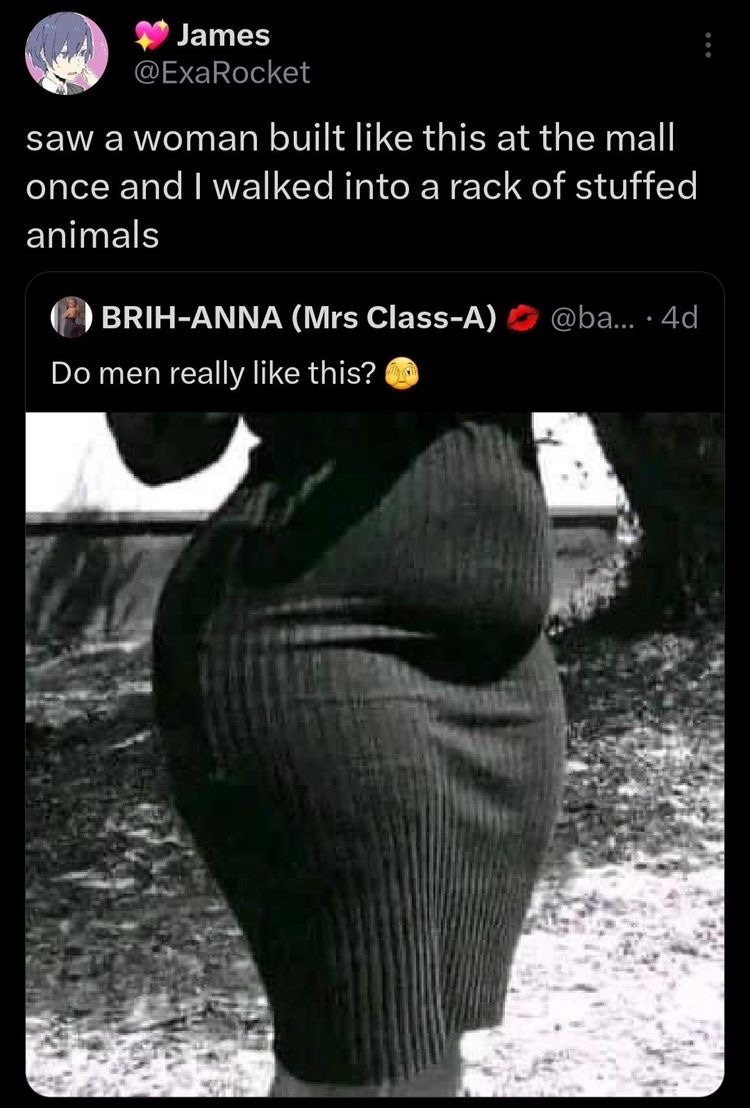 💖 James
@ExaRocket
saw a woman built like this at the mall
once and I walked into a rack of stuffed
animals
BRIH-ANNA (Mrs Class-A) 💋 @ba... · 4d
Do men really like this? 🫣